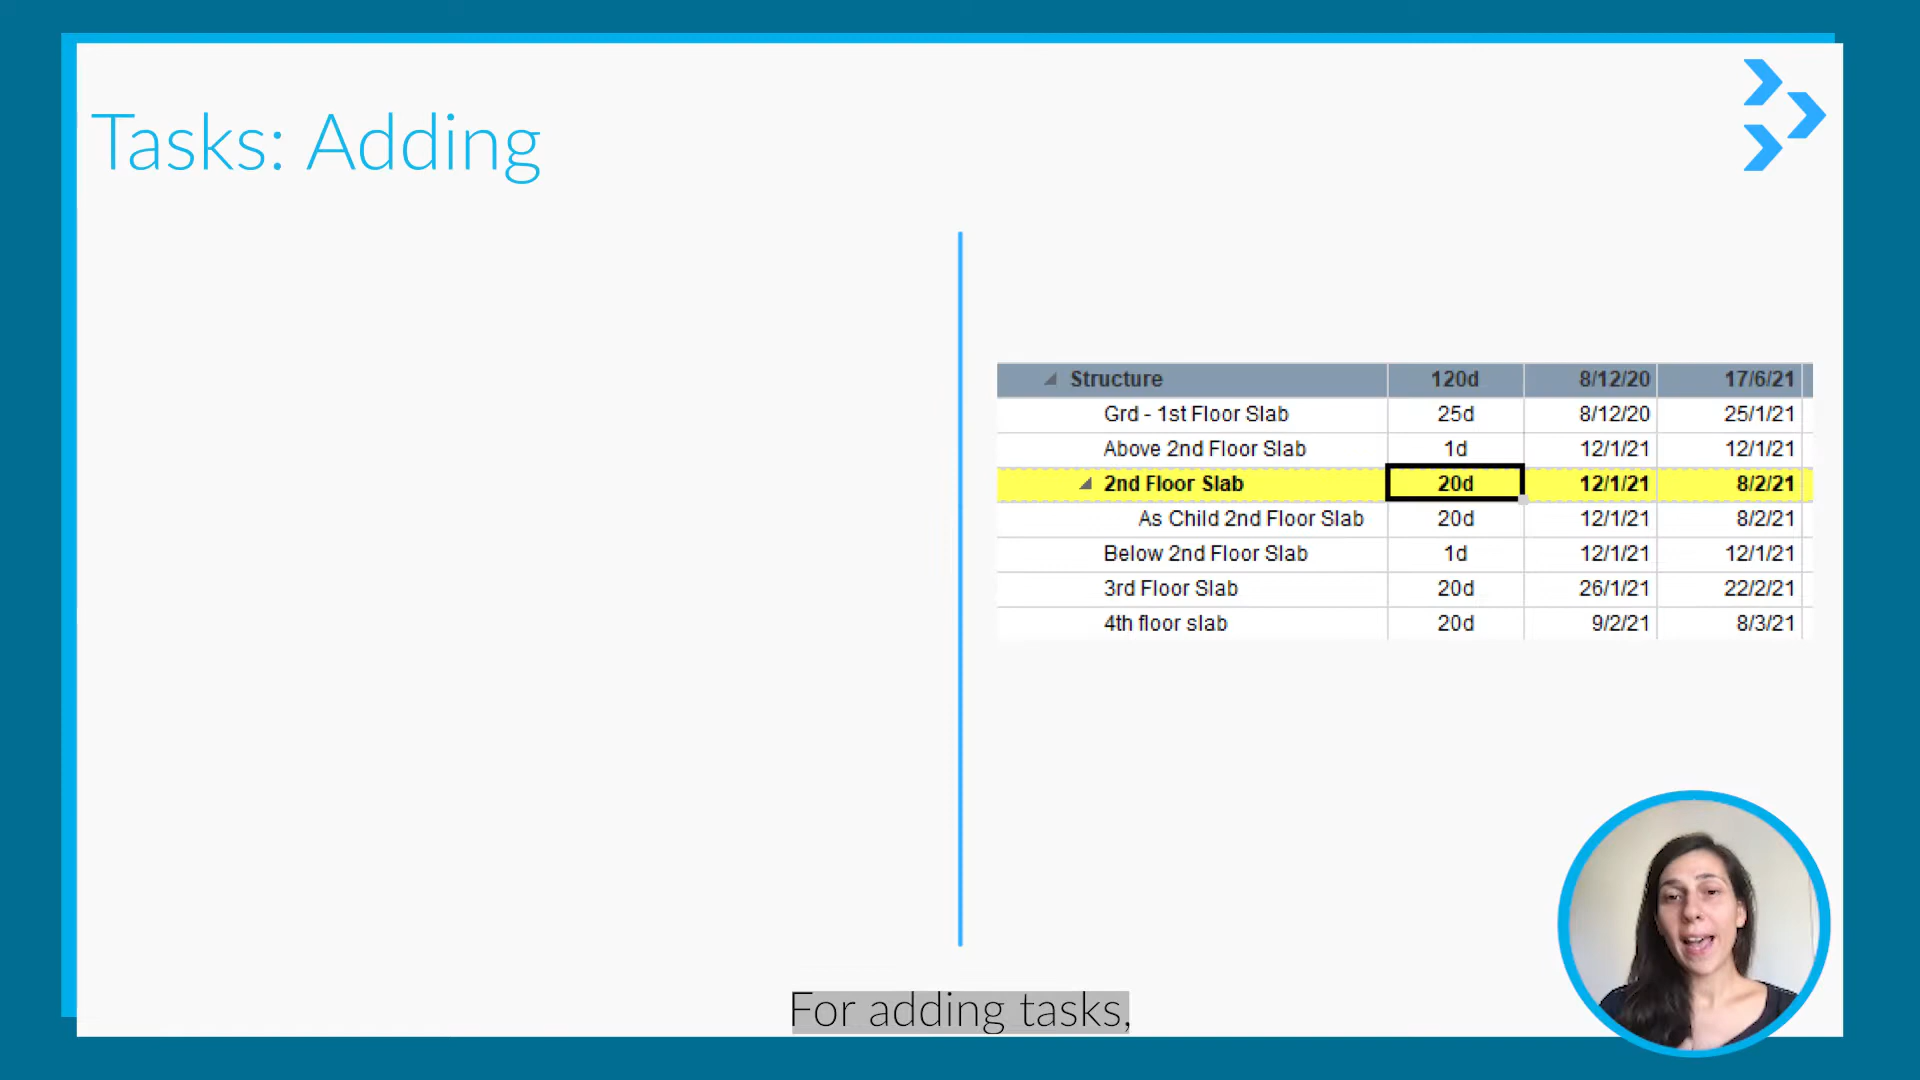 Tasks: Adding
Structure 120d 8/12/20 17/6/21
Grd - 1st Floor Slab 25d 8/12/20 25/1/21
Above 2nd Floor Slab 1d 12/1/21 12/1/21
2nd Floor Slab 20d 12/1/21 8/2/21
As Child 2nd Floor Slab 20d 12/1/21 8/2/21
Below 2nd Floor Slab 1d 12/1/21 12/1/21
3rd Floor Slab 20d 26/1/21 22/2/21
4th floor slab 20d 9/2/21 8/3/21
For adding tasks,